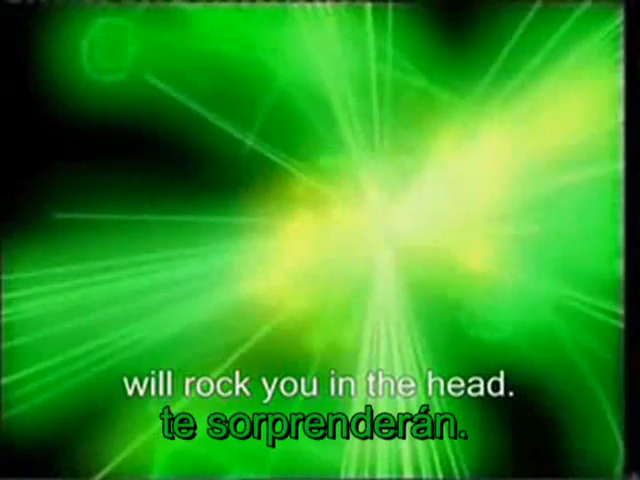 will rock you in the head.
te sorprenderán.